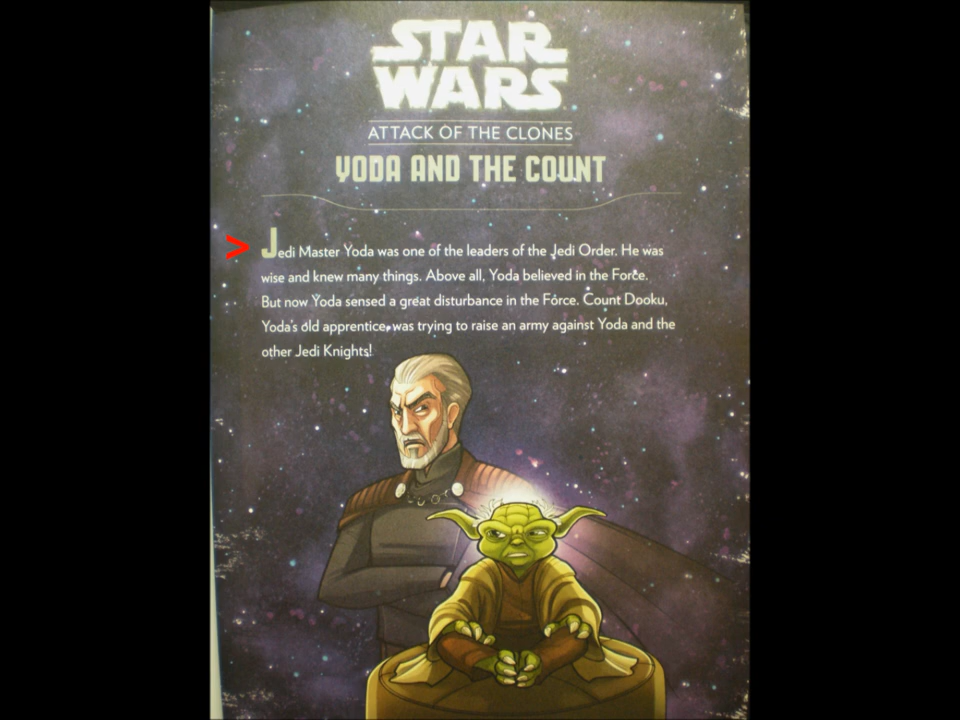 STAR
WARS
ATTACK OF THE CLONES
YODA AND THE COUNT
> Jedi Master Yoda was one of the leaders of the Jedi Order. He was
wise and knew many things. Above all, Yoda believed in the Force.
But now Yoda sensed a great disturbance in the Force. Count Dooku,
Yoda's old apprentice, was trying to raise an army against Yoda and the
other Jedi Knights!